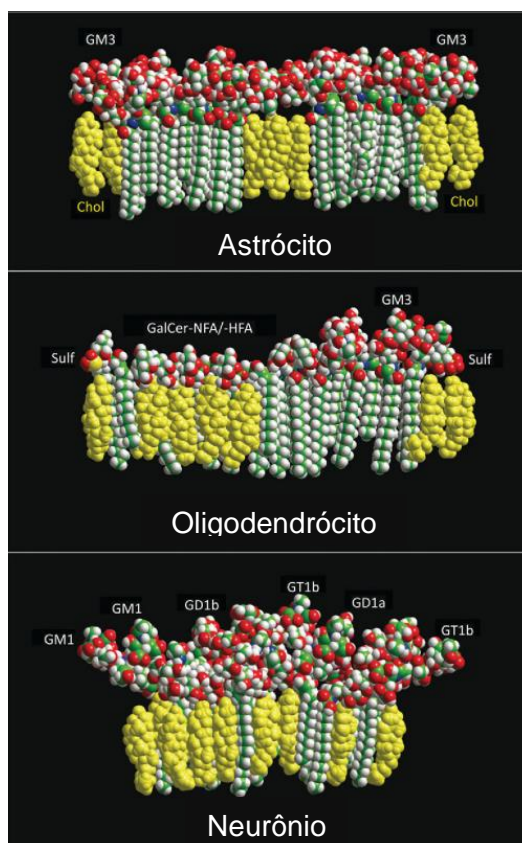 GM3 GM3
Chol Chol
Astrócito
GM3
GalCer-NFA/-HFA
Sulf Sulf
Oligodendrócito
GT1b
GM1 GD1b GD1a
GM1 GT1b
Neurônio